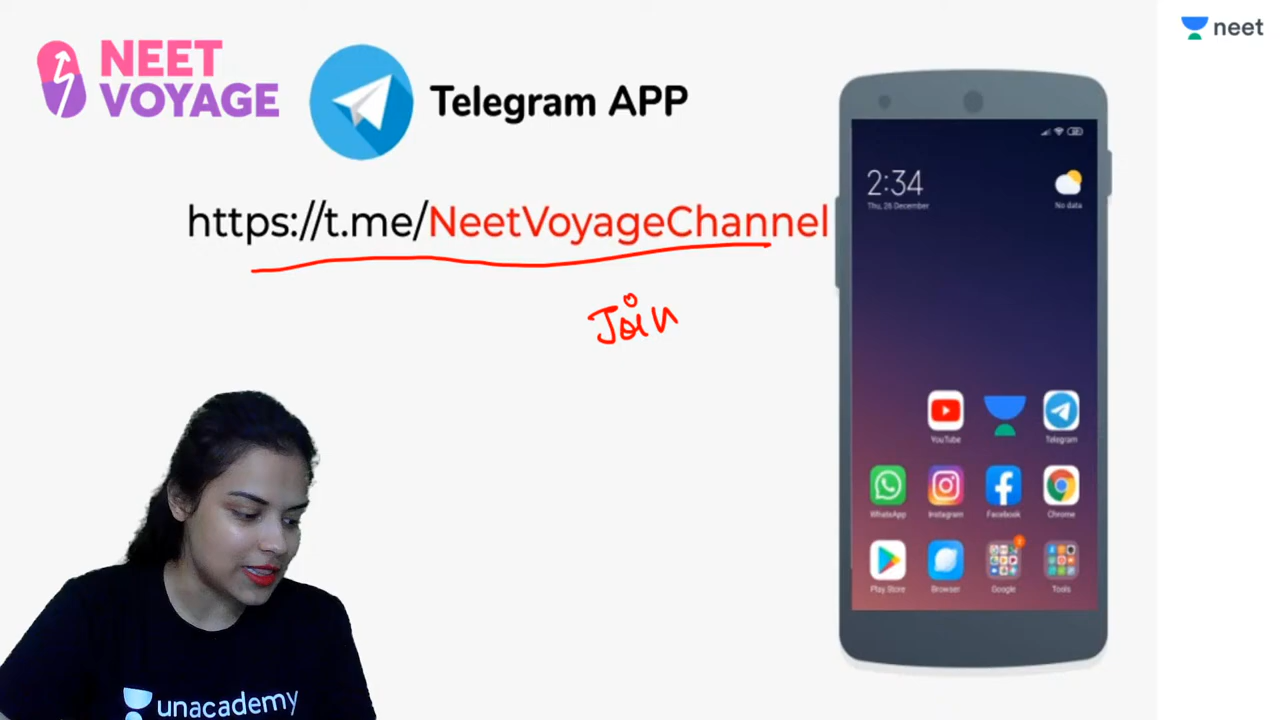 NEET
VOYAGE
Telegram APP
https://t.me/NeetVoyageChannel
Join
neet
2:34
Thu, 26 December
No data
YouTube
Telegram
WhatsApp
Instagram
Facebook
Chrome
Play Store
Browser
Google
Tools
unacademy